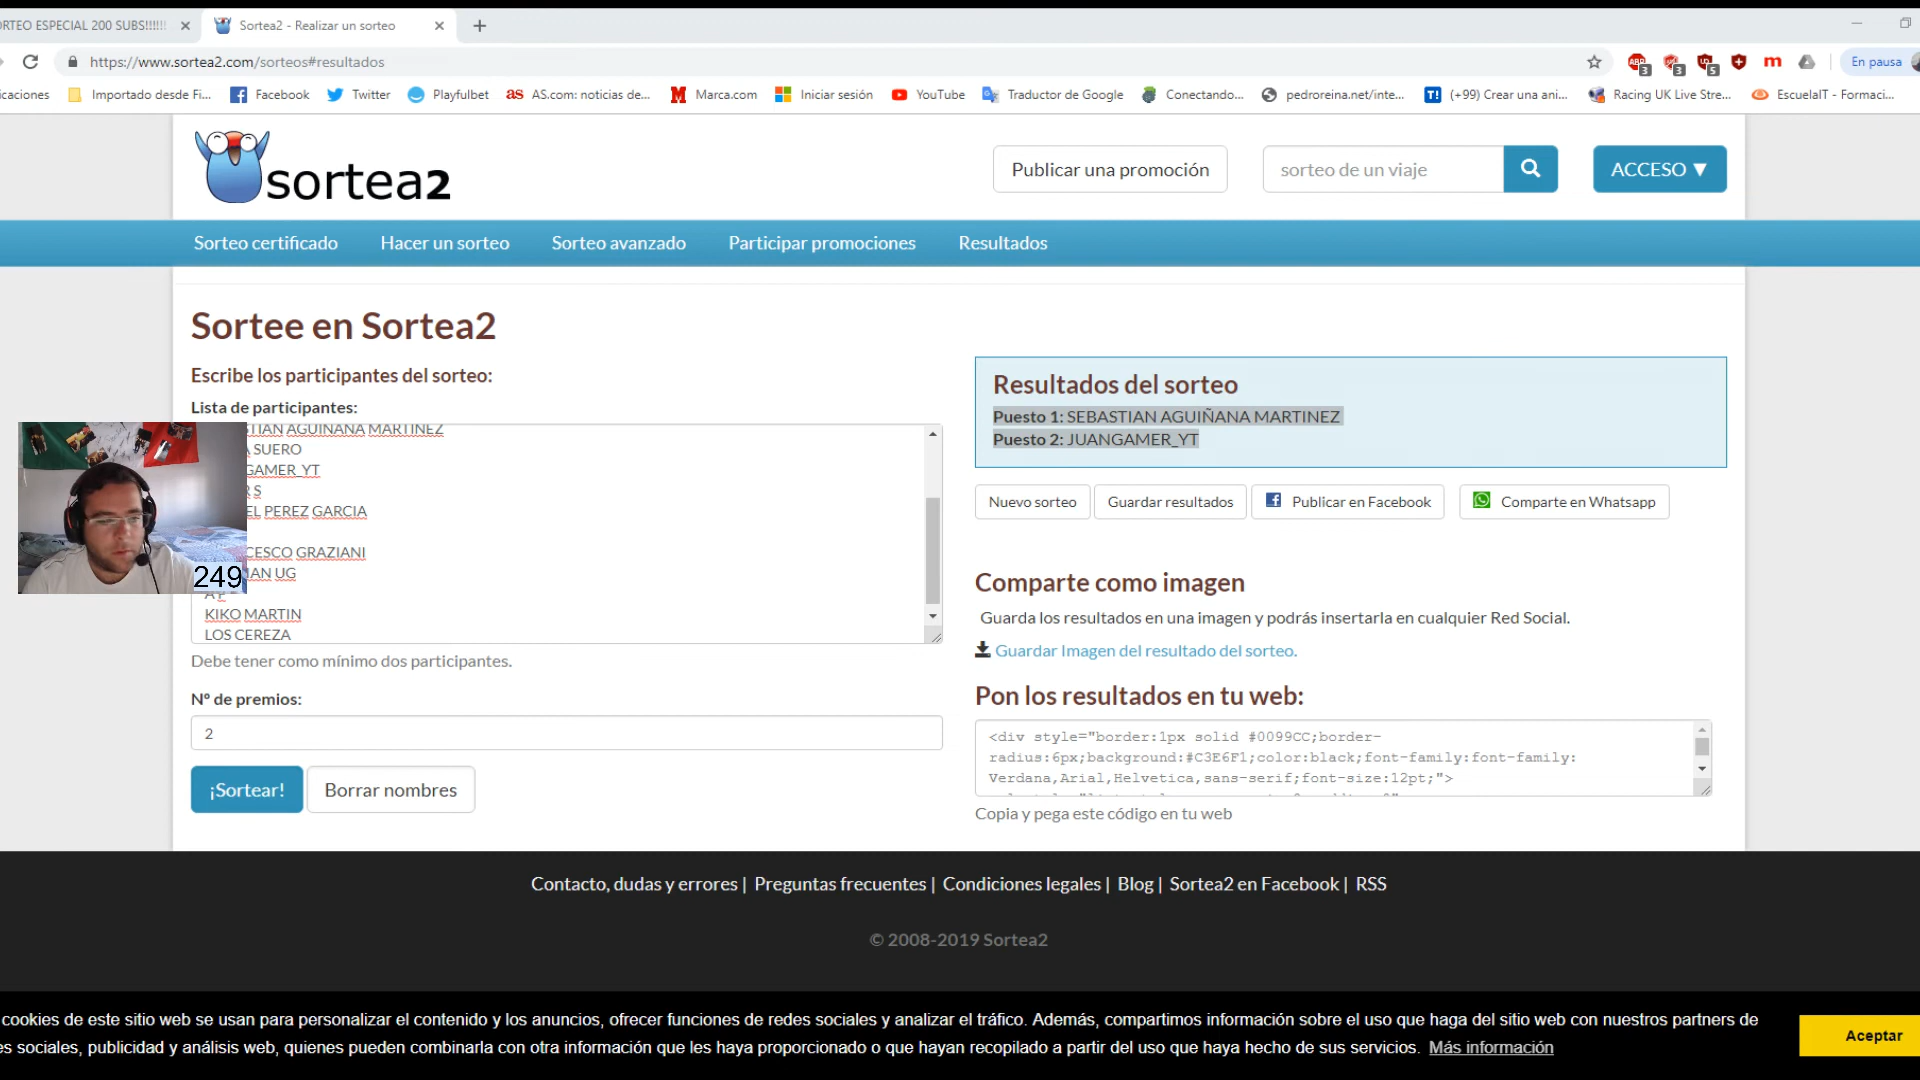 ORTEO ESPECIAL 200 SUBS!!!!!!
Sortea2 - Realizar un sorteo
https://www.sortea2.com/sorteos#resultados
3
3
5
m
En pausa
caciones
Importado desde Fi...
Facebook
Twitter
Playfulbet
as AS.com: noticias de...
M Marca.com
Iniciar sesión
YouTube
Traductor de Google
Conectando...
pedroreina.net/inte...
T! (+99) Crear una ani...
Racing UK Live Stre...
EscuelaIT - Formaci...
sortea2
Publicar una promoción
sorteo de un viaje
ACCESO ▼
Sorteo certificado
Hacer un sorteo
Sorteo avanzado
Participar promociones
Resultados
Sortee en Sortea2
Escribe los participantes del sorteo:
Lista de participantes:
STIAN AGUIÑANA MARTINEZ
A SUERO
GAMER_YT
R S
EL PEREZ GARCIA
CESCO GRAZIANI
IAN UG
249
A P
KIKO MARTIN
LOS CEREZA
Debe tener como mínimo dos participantes.
Nº de premios:
2
¡Sortear!
Borrar nombres
Resultados del sorteo
Puesto 1: SEBASTIAN AGUIÑANA MARTINEZ
Puesto 2: JUANGAMER_YT
Nuevo sorteo
Guardar resultados
Publicar en Facebook
Comparte en Whatsapp
Comparte como imagen
Guarda los resultados en una imagen y podrás insertarla en cualquier Red Social.
Guardar Imagen del resultado del sorteo.
Pon los resultados en tu web:
<div style="border:1px solid #0099CC;border-
radius:6px;background:#C3E6F1;color:black;font-family:font-family:
Verdana,Arial,Helvetica,sans-serif;font-size:12pt;">
Copia y pega este código en tu web
Contacto, dudas y errores | Preguntas frecuentes | Condiciones legales | Blog | Sortea2 en Facebook | RSS
© 2008-2019 Sortea2
cookies de este sitio web se usan para personalizar el contenido y los anuncios, ofrecer funciones de redes sociales y analizar el tráfico. Además, compartimos información sobre el uso que haga del sitio web con nuestros partners de
es sociales, publicidad y análisis web, quienes pueden combinarla con otra información que les haya proporcionado o que hayan recopilado a partir del uso que haya hecho de sus servicios. Más información
Aceptar